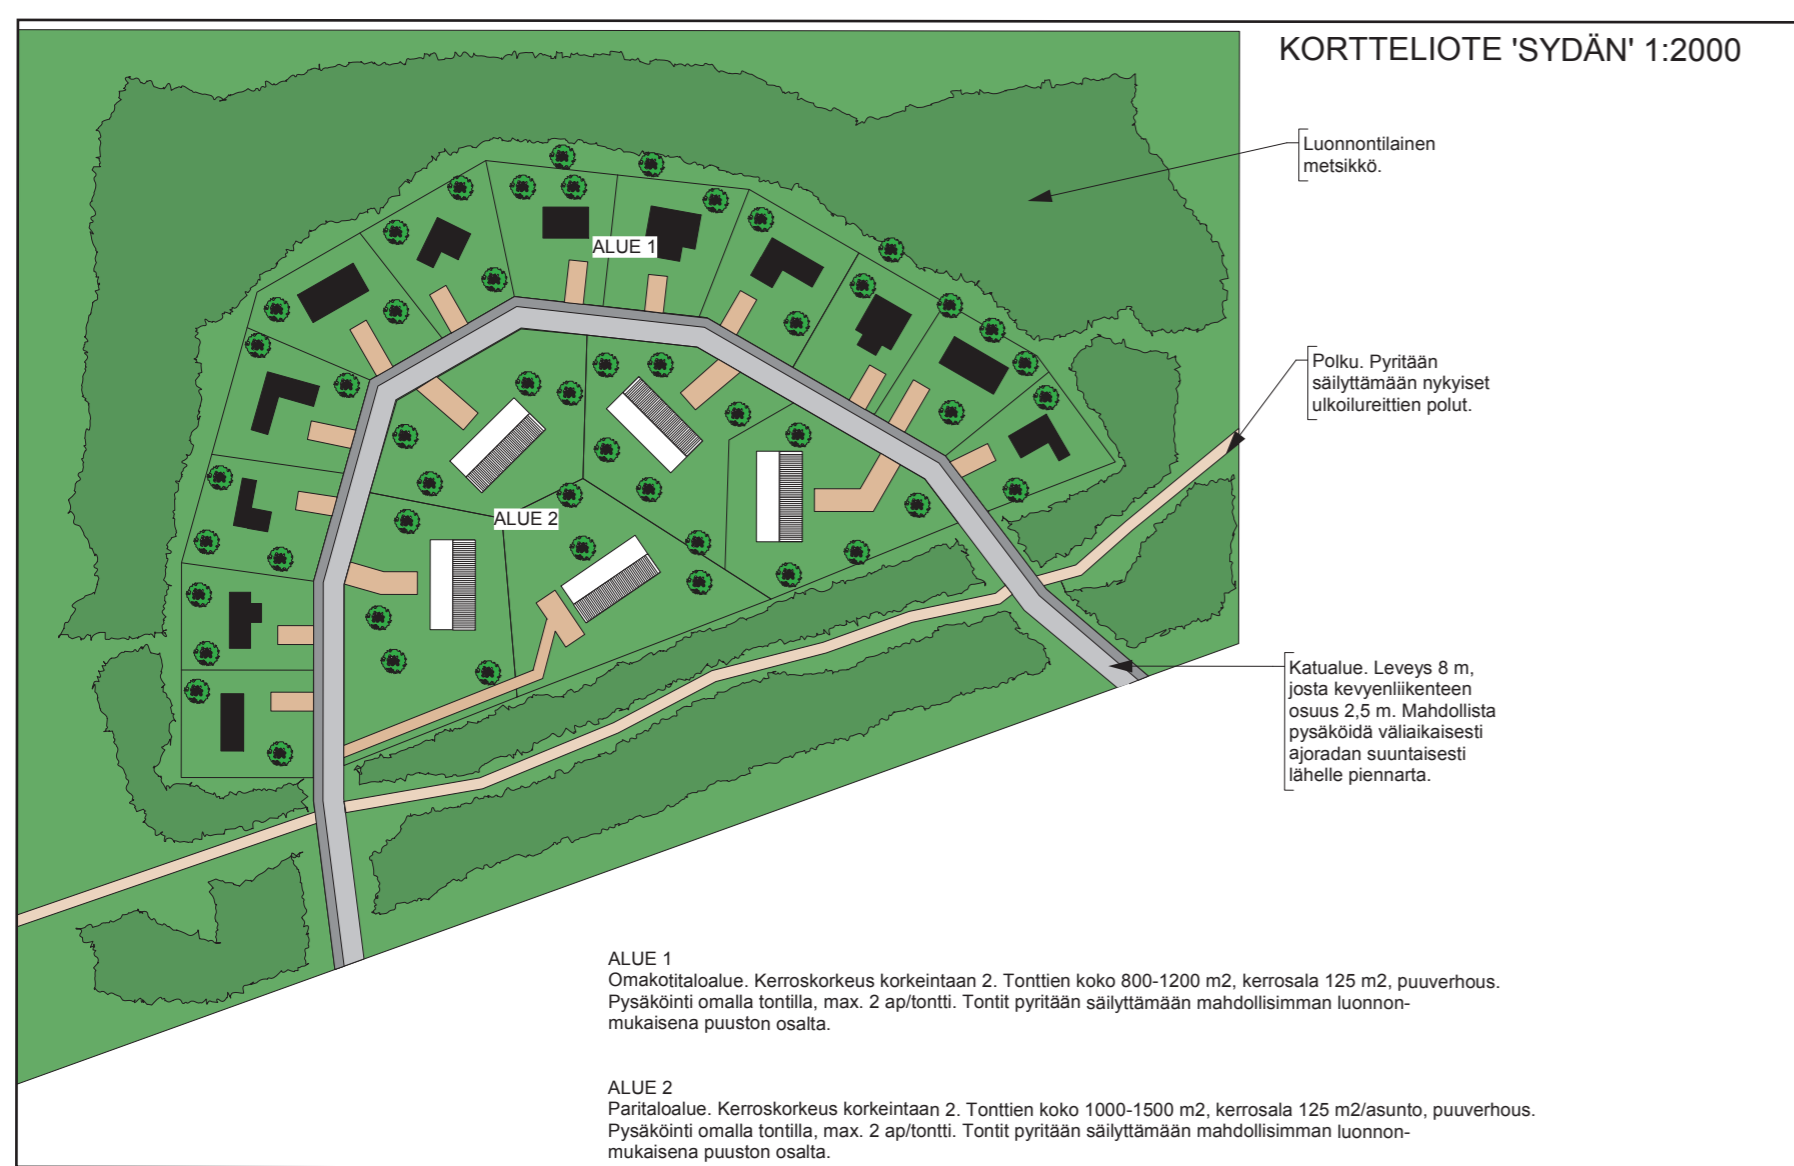 KORTTELIOTE 'SYDÄN' 1:2000
Luonnontilainen
metsikkö.
ALUE 1
Polku. Pyritään
säilyttämään nykyiset
ulkoilureittien polut.
ALUE 2
Katualue. Leveys 8 m,
josta kevyenliikenteen
osuus 2,5 m. Mahdollista
pysäköidä väliaikaisesti
ajoradan suuntaisesti
lähelle piennarta.
ALUE 1
Omakotitaloalue. Kerroskorkeus korkeintaan 2. Tonttien koko 800-1200 m2, kerrosala 125 m2, puuverhous.
Pysäköinti omalla tontilla, max. 2 ap/tontti. Tontit pyritään säilyttämään mahdollisimman luonnon-
mukaisena puuston osalta.
ALUE 2
Paritaloalue. Kerroskorkeus korkeintaan 2. Tonttien koko 1000-1500 m2, kerrosala 125 m2/asunto, puuverhous.
Pysäköinti omalla tontilla, max. 2 ap/tontti. Tontit pyritään säilyttämään mahdollisimman luonnon-
mukaisena puuston osalta.